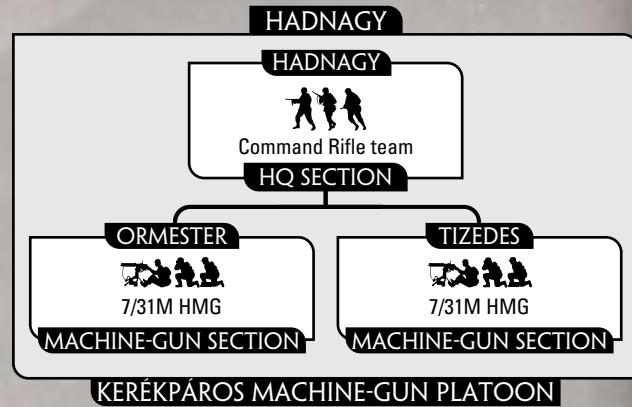 HADNAGY
HADNAGY
Command Rifle team
HQ SECTION
ORMESTER
7/31M HMG
MACHINE-GUN SECTION
TIZEDES
7/31M HMG
MACHINE-GUN SECTION
KERÉKPÁROS MACHINE-GUN PLATOON